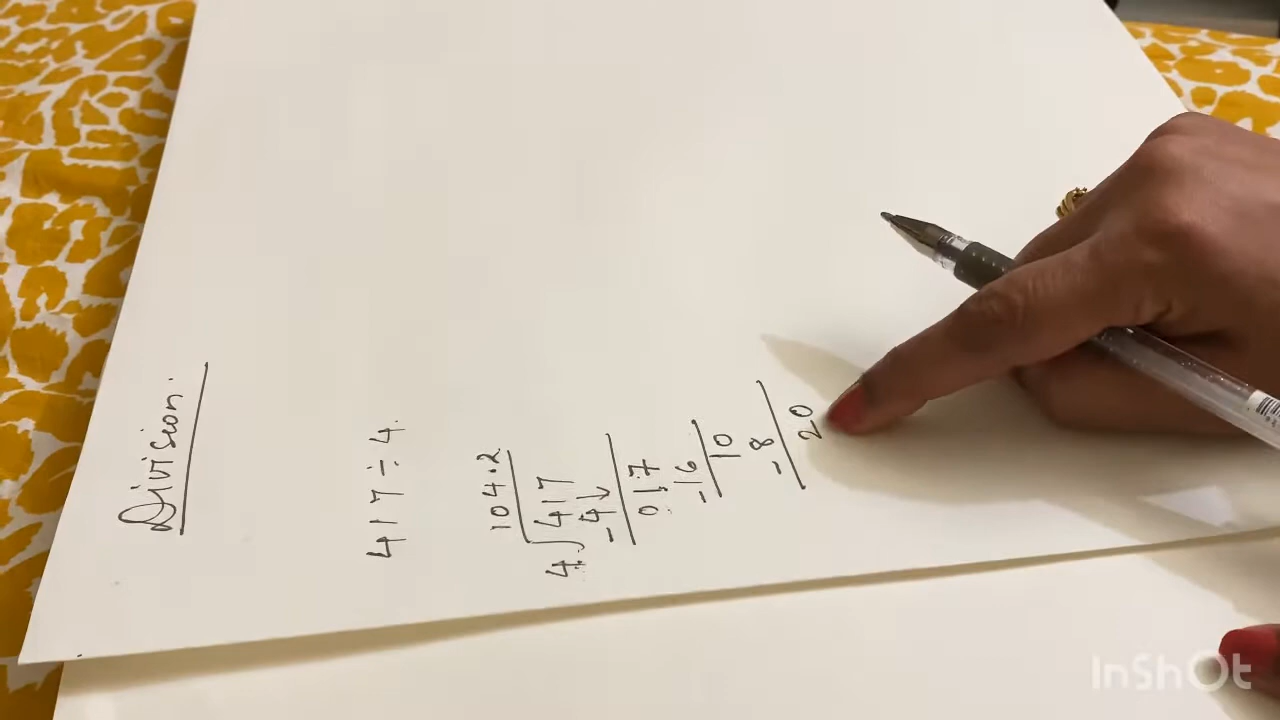 Division.
417 ÷ 4.
104.2
4 417
-4↓
017
-16
10
-8
20
InShOt